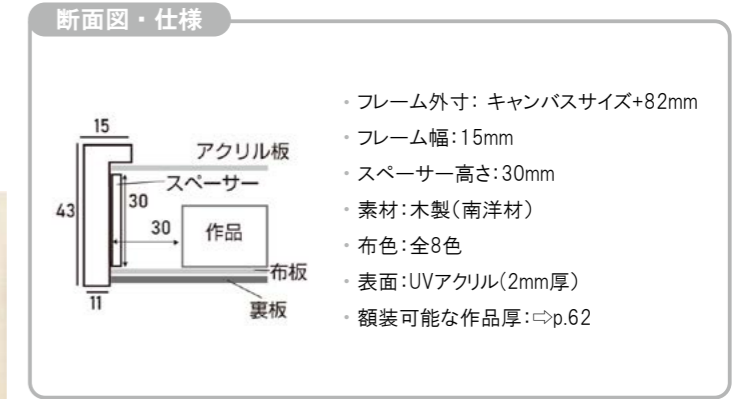 断面図・仕様
・フレーム外寸： キャンバスサイズ+82mm
・フレーム幅：15mm
・スペーサー高さ：30mm
・素材：木製（南洋材）
・布色：全8色
・表面：UVアクリル（2mm厚）
・額装可能な作品厚：⇨p.62
15
アクリル板
スペーサー
30
43
30
作品
布板
11
裏板